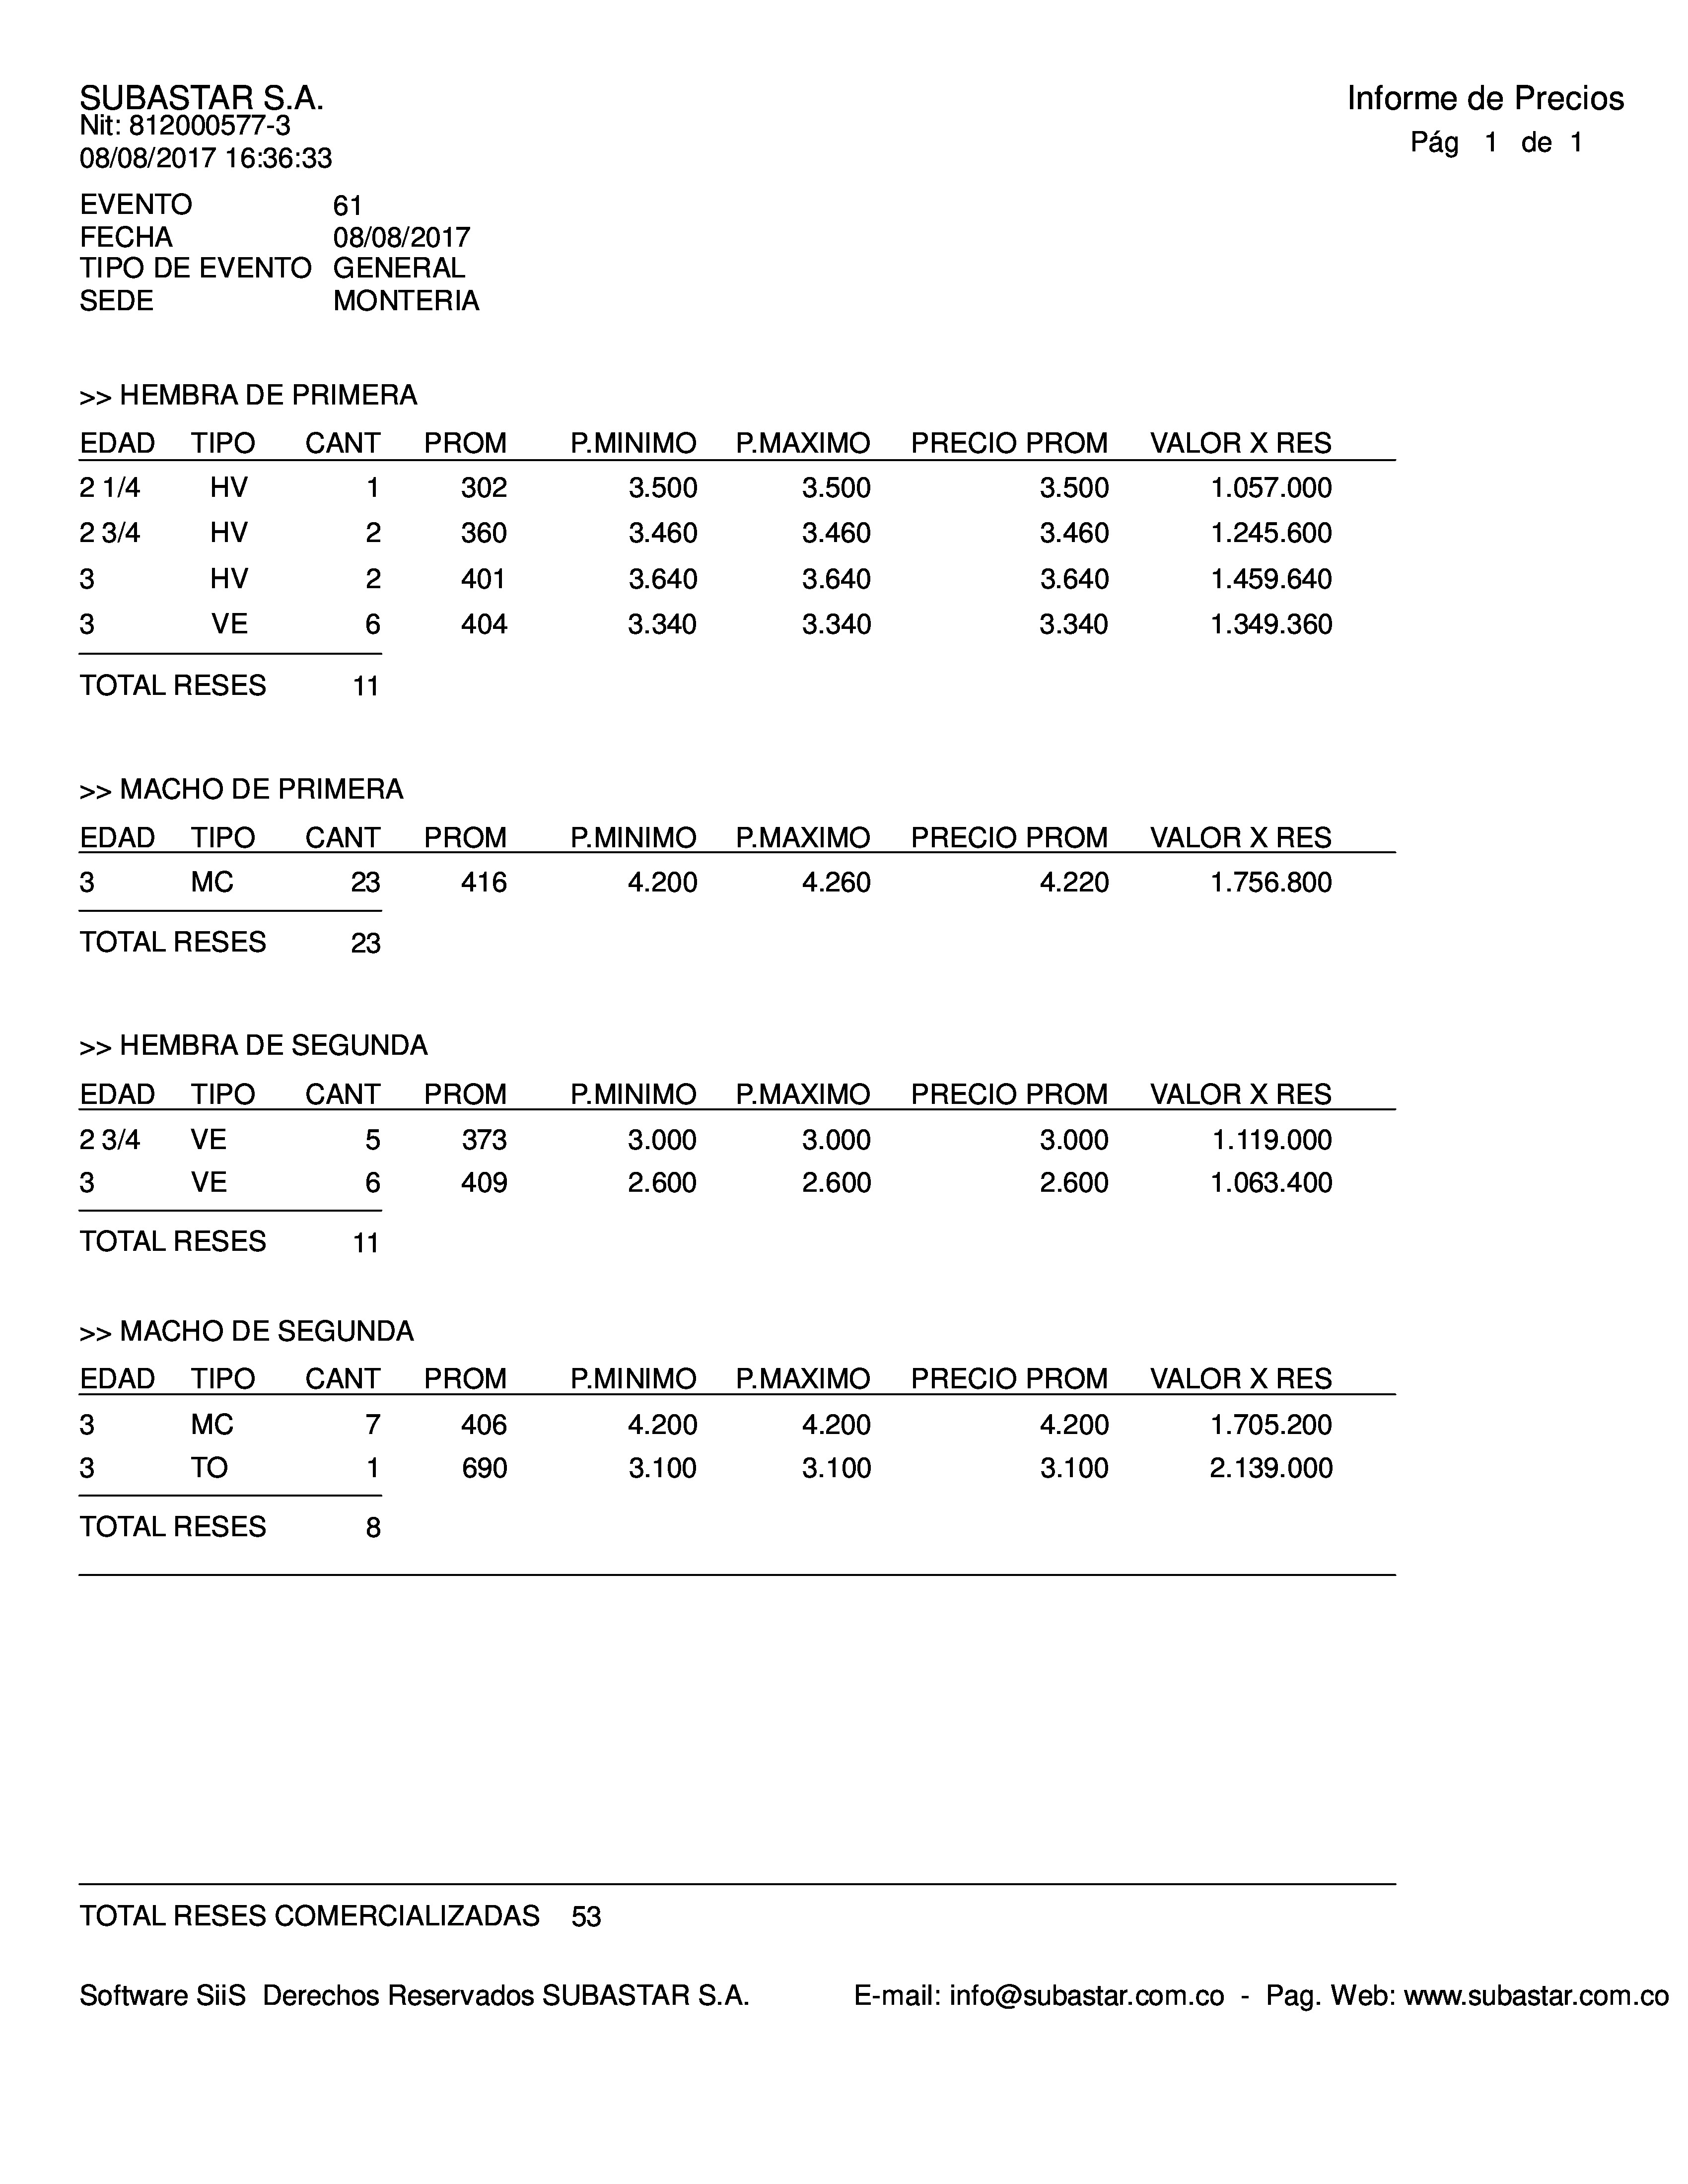 SUBASTAR S.A.
Nit: 812000577-3
08/08/2017 16:36:33
Informe de Precios
Pág 1 de 1
EVENTO 61
FECHA 08/08/2017
TIPO DE EVENTO GENERAL
SEDE MONTERIA
>> HEMBRA DE PRIMERA
EDAD TIPO CANT PROM P.MINIMO P.MAXIMO PRECIO PROM VALOR X RES
2 1/4 HV 1 302 3.500 3.500 3.500 1.057.000
2 3/4 HV 2 360 3.460 3.460 3.460 1.245.600
3 HV 2 401 3.640 3.640 3.640 1.459.640
3 VE 6 404 3.340 3.340 3.340 1.349.360
TOTAL RESES 11
>> MACHO DE PRIMERA
EDAD TIPO CANT PROM P.MINIMO P.MAXIMO PRECIO PROM VALOR X RES
3 MC 23 416 4.200 4.260 4.220 1.756.800
TOTAL RESES 23
>> HEMBRA DE SEGUNDA
EDAD TIPO CANT PROM P.MINIMO P.MAXIMO PRECIO PROM VALOR X RES
2 3/4 VE 5 373 3.000 3.000 3.000 1.119.000
3 VE 6 409 2.600 2.600 2.600 1.063.400
TOTAL RESES 11
>> MACHO DE SEGUNDA
EDAD TIPO CANT PROM P.MINIMO P.MAXIMO PRECIO PROM VALOR X RES
3 MC 7 406 4.200 4.200 4.200 1.705.200
3 TO 1 690 3.100 3.100 3.100 2.139.000
TOTAL RESES 8
TOTAL RESES COMERCIALIZADAS 53
Software SiiS Derechos Reservados SUBASTAR S.A. E-mail: info@subastar.com.co - Pag. Web: www.subastar.com.co